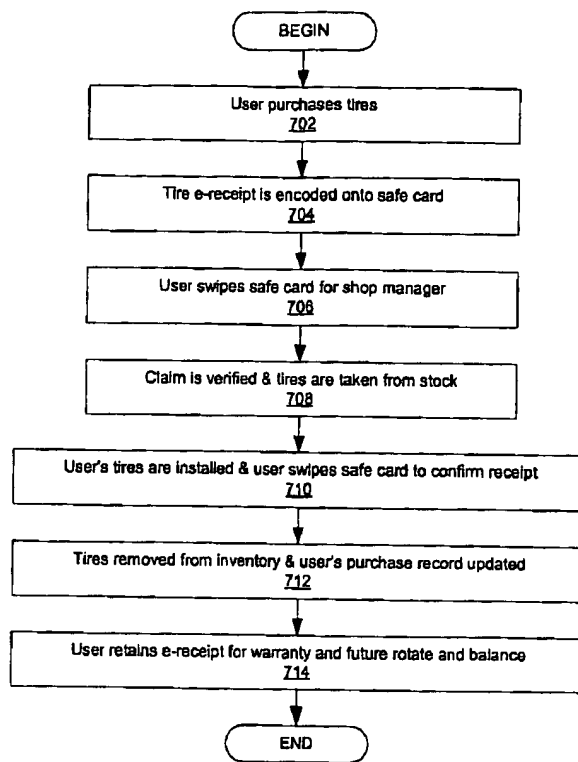 BEGIN
User purchases tires
702
Tire e-receipt is encoded onto safe card
704
User swipes safe card for shop manager
706
Claim is verified & tires are taken from stock
708
User's tires are installed & user swipes safe card to confirm receipt
710
Tires removed from inventory & user's purchase record updated
712
User retains e-receipt for warranty and future rotate and balance
714
END